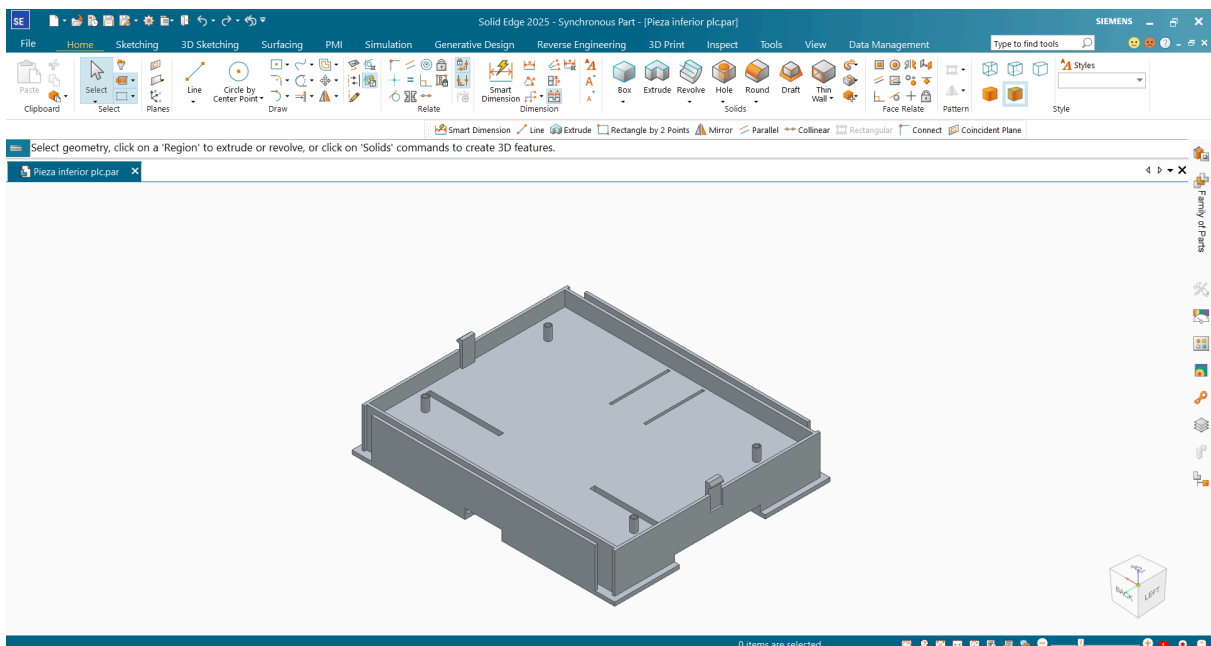 SE
Solid Edge 2025 - Synchronous Part - [Pieza inferior plc.par]
SIEMENS
File Home Sketching 3D Sketching Surfacing PMI Simulation Generative Design Reverse Engineering 3D Print Inspect Tools View Data Management
Type to find tools
Paste
Clipboard
Select
Select
Planes
Line
Circle by
Center Point
Draw
Relate
Smart
Dimension
Dimension
Box
Extrude
Revolve
Hole
Round
Draft
Thin
Wall
Solids
Face Relate
Pattern
Styles
Style
Smart Dimension Line Extrude Rectangle by 2 Points Mirror Parallel Collinear Rectangular Connect Coincident Plane
Select geometry, click on a 'Region' to extrude or revolve, or click on 'Solids' commands to create 3D features.
Pieza inferior plc.par
Family of Parts
TOP
BACK
LEFT
0 items are selected